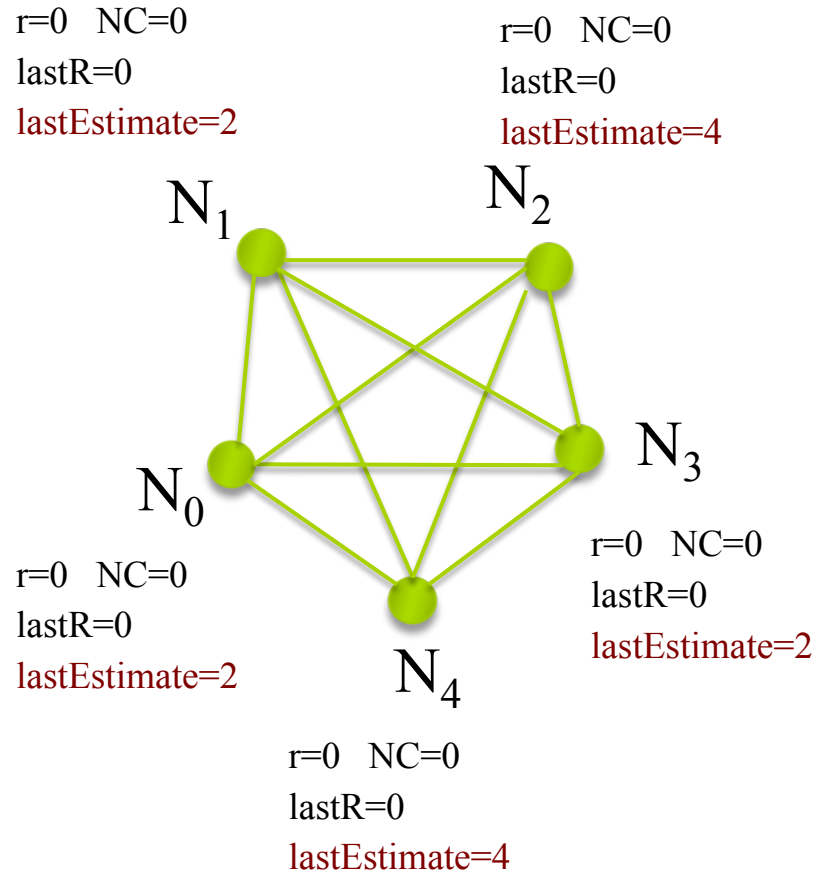 r=0 NC=0
lastR=0
lastEstimate=2
r=0 NC=0
lastR=0
lastEstimate=4
N1
N2
N0
N3
r=0 NC=0
lastR=0
lastEstimate=2
r=0 NC=0
lastR=0
lastEstimate=2
N4
r=0 NC=0
lastR=0
lastEstimate=4